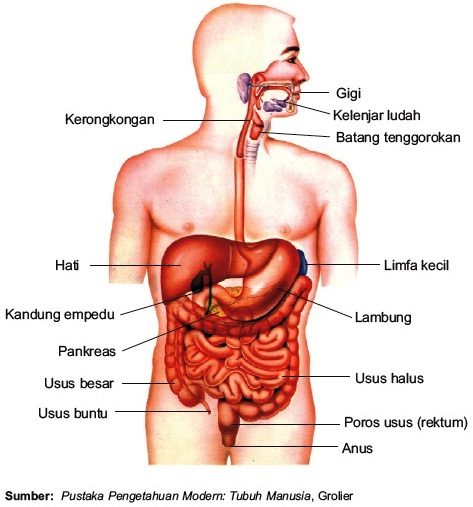 Gigi
Kelenjar ludah
Kerongkongan
Batang tenggorokan
Hati
Limfa kecil
Kandung empedu
Lambung
Pankreas
Usus besar
Usus halus
Usus buntu
Poros usus (rektum)
Anus
Sumber: Pustaka Pengetahuan Modern: Tubuh Manusia, Grolier